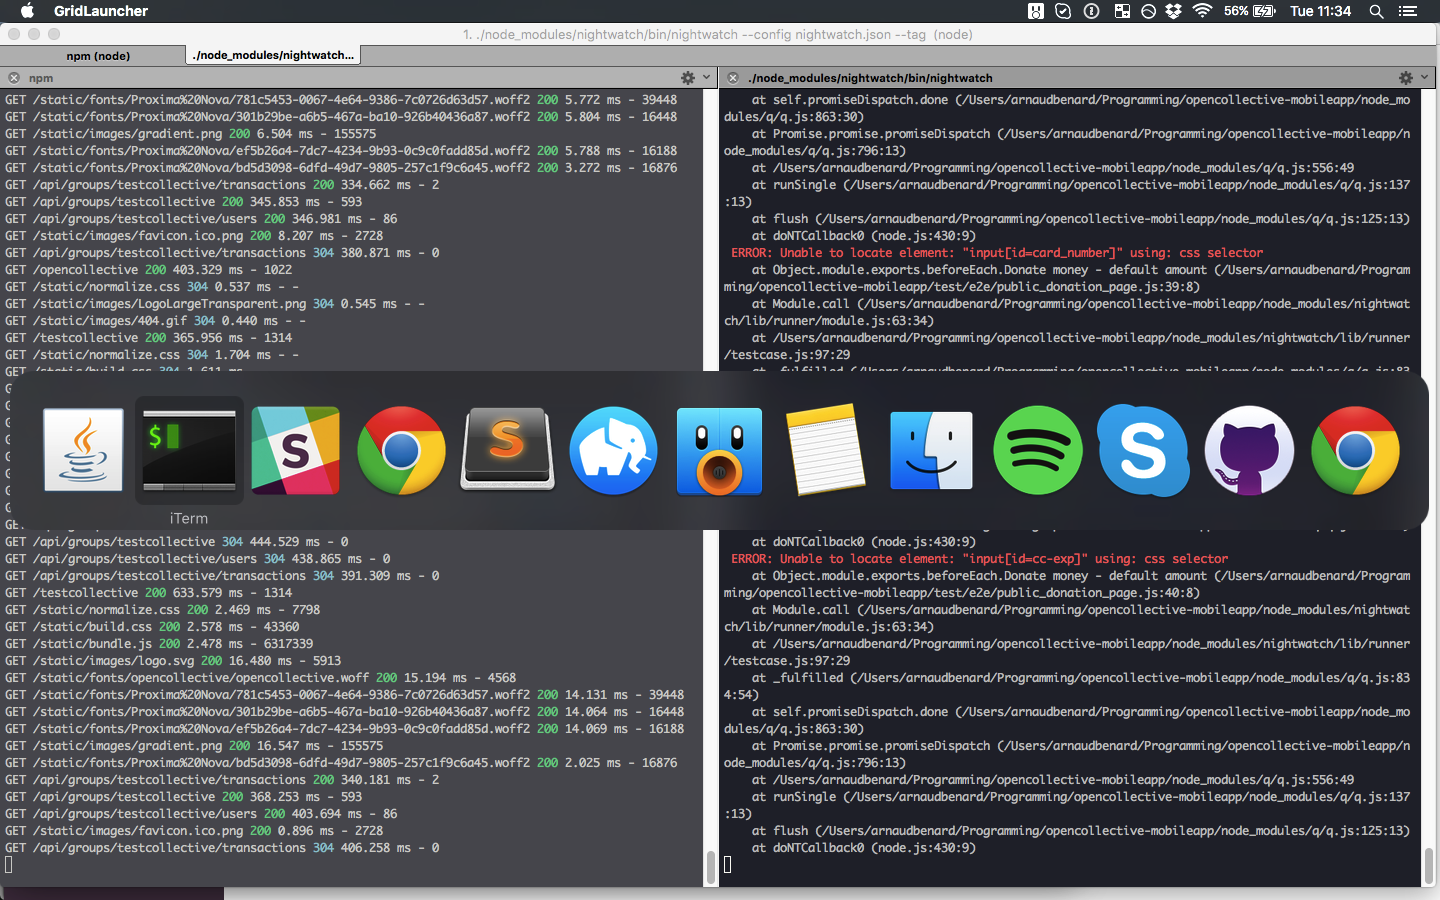 GridLauncher
56%
Tue 11:34
1. ./node_modules/nightwatch/bin/nightwatch --config nightwatch.json --tag  (node)
npm (node)
./node_modules/nightwatch...
npm
GET /static/fonts/Proxima%20Nova/781c5453-0067-4e64-9386-7c0726d63d57.woff2 200 5.772 ms - 39448
GET /static/fonts/Proxima%20Nova/301b29be-a6b5-467a-ba10-926b40436a87.woff2 200 5.804 ms - 16448
GET /static/images/gradient.png 200 6.504 ms - 155575
GET /static/fonts/Proxima%20Nova/ef5b26a4-7dc7-4234-9b93-0c9c0fadd85d.woff2 200 5.788 ms - 16188
GET /static/fonts/Proxima%20Nova/bd5d3098-6dfd-49d7-9805-257c1f9c6a45.woff2 200 3.272 ms - 16876
GET /api/groups/testcollective/transactions 200 334.662 ms - 2
GET /api/groups/testcollective 200 345.853 ms - 593
GET /api/groups/testcollective/users 200 346.981 ms - 86
GET /static/images/favicon.ico.png 200 8.207 ms - 2728
GET /api/groups/testcollective/transactions 304 380.871 ms - 0
GET /opencollective 200 403.329 ms - 1022
GET /static/normalize.css 304 0.537 ms - -
GET /static/images/LogoLargeTransparent.png 304 0.545 ms - -
GET /static/images/404.gif 304 0.440 ms - -
GET /testcollective 200 365.956 ms - 1314
GET /static/normalize.css 304 1.704 ms - -
GET /static/build.css 304 1.611 ms
GET /api/groups/testcollective 304 444.529 ms - 0
GET /api/groups/testcollective/users 304 438.865 ms - 0
GET /api/groups/testcollective/transactions 304 391.309 ms - 0
GET /testcollective 200 633.579 ms - 1314
GET /static/normalize.css 200 2.469 ms - 7798
GET /static/build.css 200 2.578 ms - 43360
GET /static/bundle.js 200 2.478 ms - 6317339
GET /static/images/logo.svg 200 16.480 ms - 5913
GET /static/fonts/opencollective/opencollective.woff 200 15.194 ms - 4568
GET /static/fonts/Proxima%20Nova/781c5453-0067-4e64-9386-7c0726d63d57.woff2 200 14.131 ms - 39448
GET /static/fonts/Proxima%20Nova/301b29be-a6b5-467a-ba10-926b40436a87.woff2 200 14.064 ms - 16448
GET /static/fonts/Proxima%20Nova/ef5b26a4-7dc7-4234-9b93-0c9c0fadd85d.woff2 200 14.069 ms - 16188
GET /static/images/gradient.png 200 16.547 ms - 155575
GET /static/fonts/Proxima%20Nova/bd5d3098-6dfd-49d7-9805-257c1f9c6a45.woff2 200 2.025 ms - 16876
GET /api/groups/testcollective/transactions 200 340.181 ms - 2
GET /api/groups/testcollective 200 368.253 ms - 593
GET /api/groups/testcollective/users 200 403.694 ms - 86
GET /static/images/favicon.ico.png 200 0.896 ms - 2728
GET /api/groups/testcollective/transactions 304 406.258 ms - 0
./node_modules/nightwatch/bin/nightwatch
at self.promiseDispatch.done (/Users/arnaudbenard/Programming/opencollective-mobileapp/node_mo
dules/q/q.js:863:30)
at Promise.promise.promiseDispatch (/Users/arnaudbenard/Programming/opencollective-mobileapp/n
ode_modules/q/q.js:796:13)
at /Users/arnaudbenard/Programming/opencollective-mobileapp/node_modules/q/q.js:556:49
at runSingle (/Users/arnaudbenard/Programming/opencollective-mobileapp/node_modules/q/q.js:137
:13)
at flush (/Users/arnaudbenard/Programming/opencollective-mobileapp/node_modules/q/q.js:125:13)
at doNTCallback0 (node.js:430:9)
ERROR: Unable to locate element: "input[id=card_number]" using: css selector
at Object.module.exports.beforeEach.Donate money - default amount (/Users/arnaudbenard/Program
ming/opencollective-mobileapp/test/e2e/public_donation_page.js:39:8)
at Module.call (/Users/arnaudbenard/Programming/opencollective-mobileapp/node_modules/nightwat
ch/lib/runner/module.js:63:34)
at /Users/arnaudbenard/Programming/opencollective-mobileapp/node_modules/nightwatch/lib/runner
/testcase.js:97:29
at _fulfilled (/Users/arnaudbenard/Programming/opencollective-mobileapp/node_modules/q/q.js:83
iTerm
at doNTCallback0 (node.js:430:9)
ERROR: Unable to locate element: "input[id=cc-exp]" using: css selector
at Object.module.exports.beforeEach.Donate money - default amount (/Users/arnaudbenard/Program
ming/opencollective-mobileapp/test/e2e/public_donation_page.js:40:8)
at Module.call (/Users/arnaudbenard/Programming/opencollective-mobileapp/node_modules/nightwat
ch/lib/runner/module.js:63:34)
at /Users/arnaudbenard/Programming/opencollective-mobileapp/node_modules/nightwatch/lib/runner
/testcase.js:97:29
at _fulfilled (/Users/arnaudbenard/Programming/opencollective-mobileapp/node_modules/q/q.js:83
4:54)
at self.promiseDispatch.done (/Users/arnaudbenard/Programming/opencollective-mobileapp/node_mo
dules/q/q.js:863:30)
at Promise.promise.promiseDispatch (/Users/arnaudbenard/Programming/opencollective-mobileapp/n
ode_modules/q/q.js:796:13)
at /Users/arnaudbenard/Programming/opencollective-mobileapp/node_modules/q/q.js:556:49
at runSingle (/Users/arnaudbenard/Programming/opencollective-mobileapp/node_modules/q/q.js:137
:13)
at flush (/Users/arnaudbenard/Programming/opencollective-mobileapp/node_modules/q/q.js:125:13)
at doNTCallback0 (node.js:430:9)